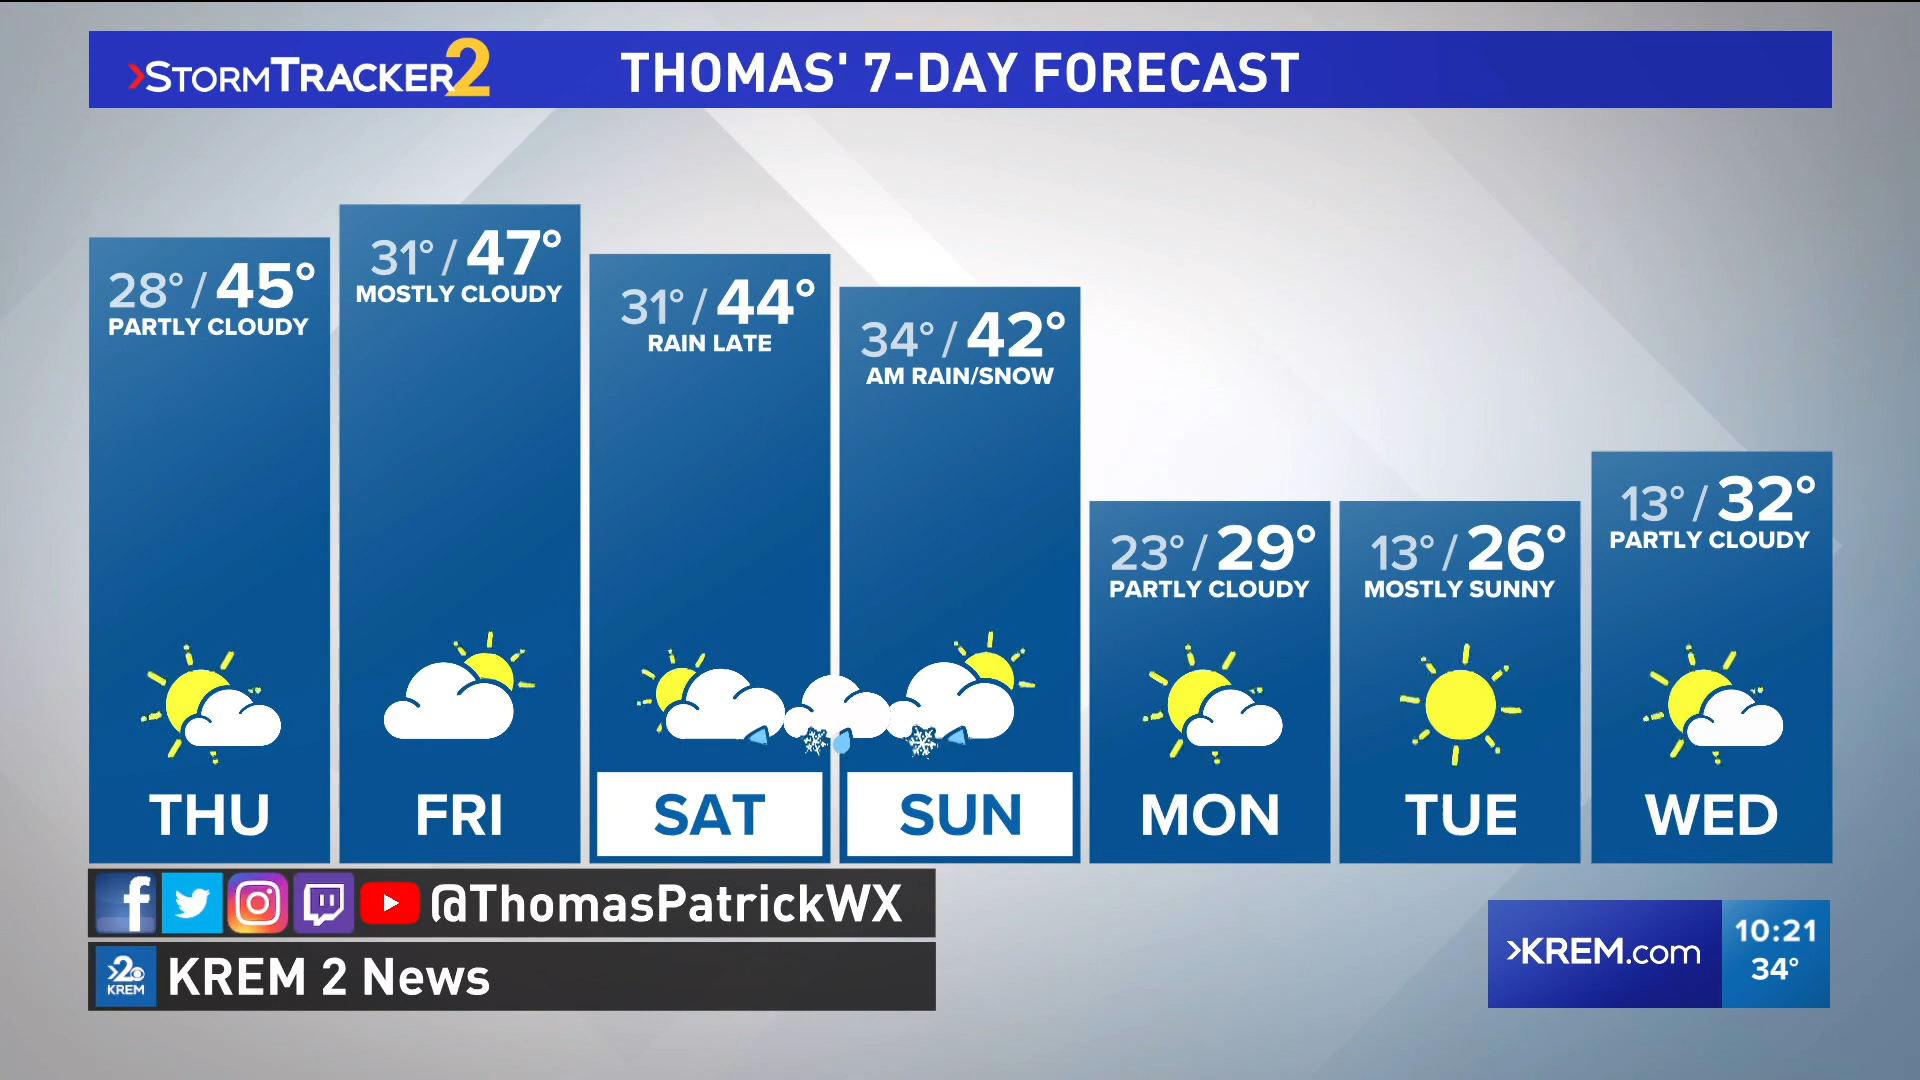 STORMTRACKER2
THOMAS' 7-DAY FORECAST
28° / 45°
PARTLY CLOUDY
THU
31° / 47°
MOSTLY CLOUDY
FRI
31° / 44°
RAIN LATE
SAT
34° / 42°
AM RAIN/SNOW
SUN
23° / 29°
PARTLY CLOUDY
MON
13° / 26°
MOSTLY SUNNY
TUE
13° / 32°
PARTLY CLOUDY
WED
@ThomasPatrickWX
2
KREM
KREM 2 News
KREM.com
10:21
34°